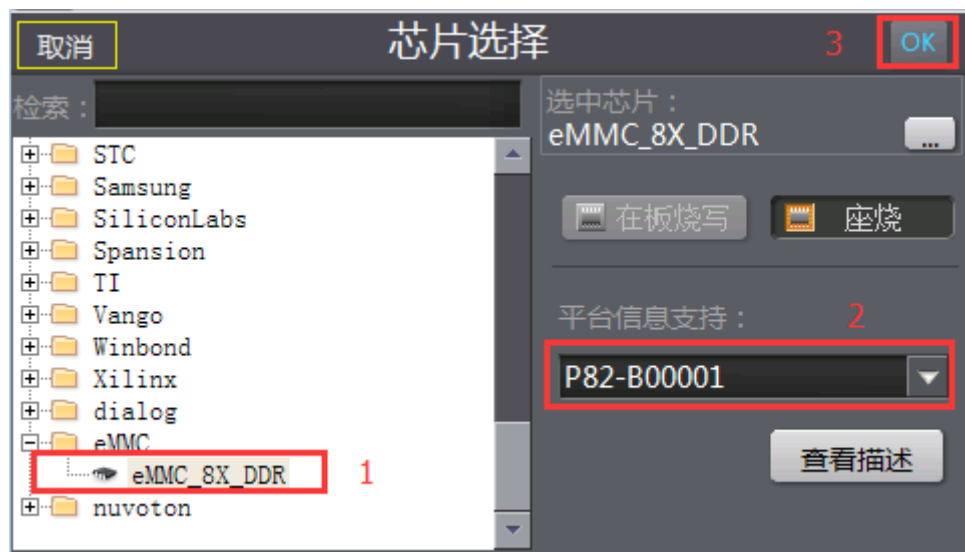 取消
芯片选择
3
OK
检索：
STC
Samsung
SiliconLabs
Spansion
TI
Vango
Winbond
Xilinx
dialog
eMMC
eMMC_8X_DDR
1
nuvoton
选中芯片：
eMMC_8X_DDR
...
在板烧写
座烧
平台信息支持：
2
P82-B00001
查看描述